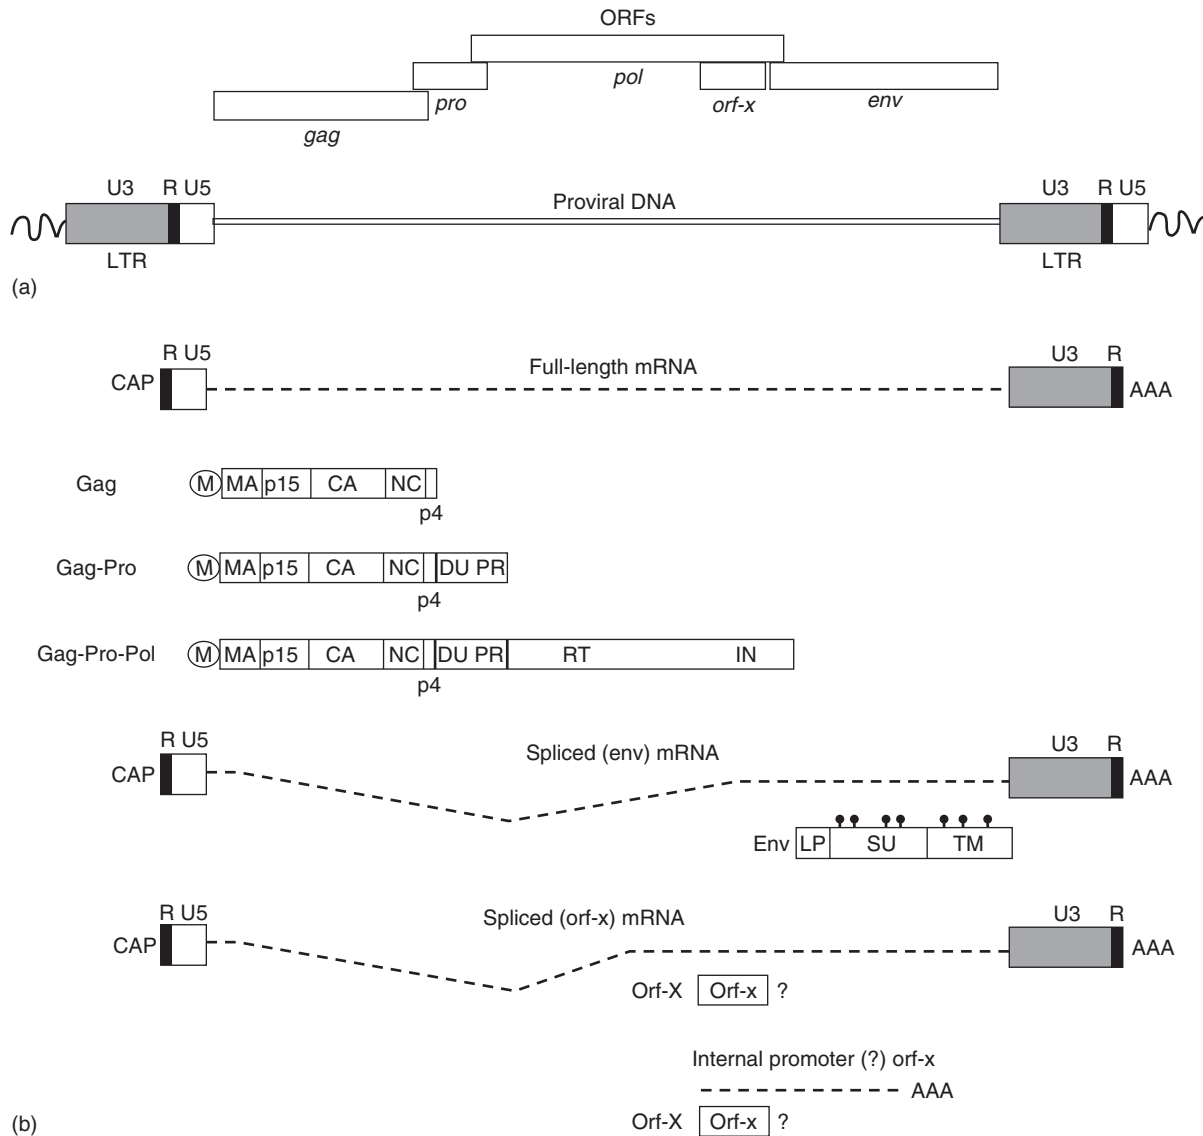 ORFs
pol
pro
orf-x
env
gag
U3 R U5
Proviral DNA
U3 R U5
LTR
LTR
(a)
R U5
Full-length mRNA
U3 R
CAP
AAA
Gag
M MA p15 CA NC
p4
Gag-Pro
M MA p15 CA NC DU PR
p4
Gag-Pro-Pol
M MA p15 CA NC DU PR RT IN
p4
R U5
Spliced (env) mRNA
U3 R
CAP
AAA
Env LP SU TM
R U5
Spliced (orf-x) mRNA
U3 R
CAP
AAA
Orf-X Orf-x ?
Internal promoter (?) orf-x
AAA
Orf-X Orf-x ?
(b)